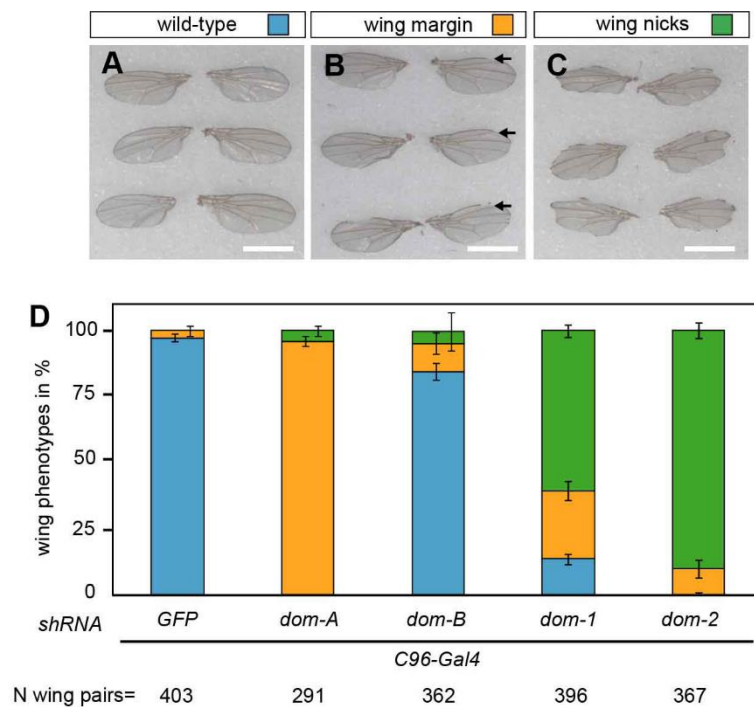 wild-type
wing margin
wing nicks
A
B
C
D
wing phenotypes in %
100
75
50
25
0
shRNA
GFP
dom-A
dom-B
dom-1
dom-2
C96-Gal4
N wing pairs= 403 291 362 396 367